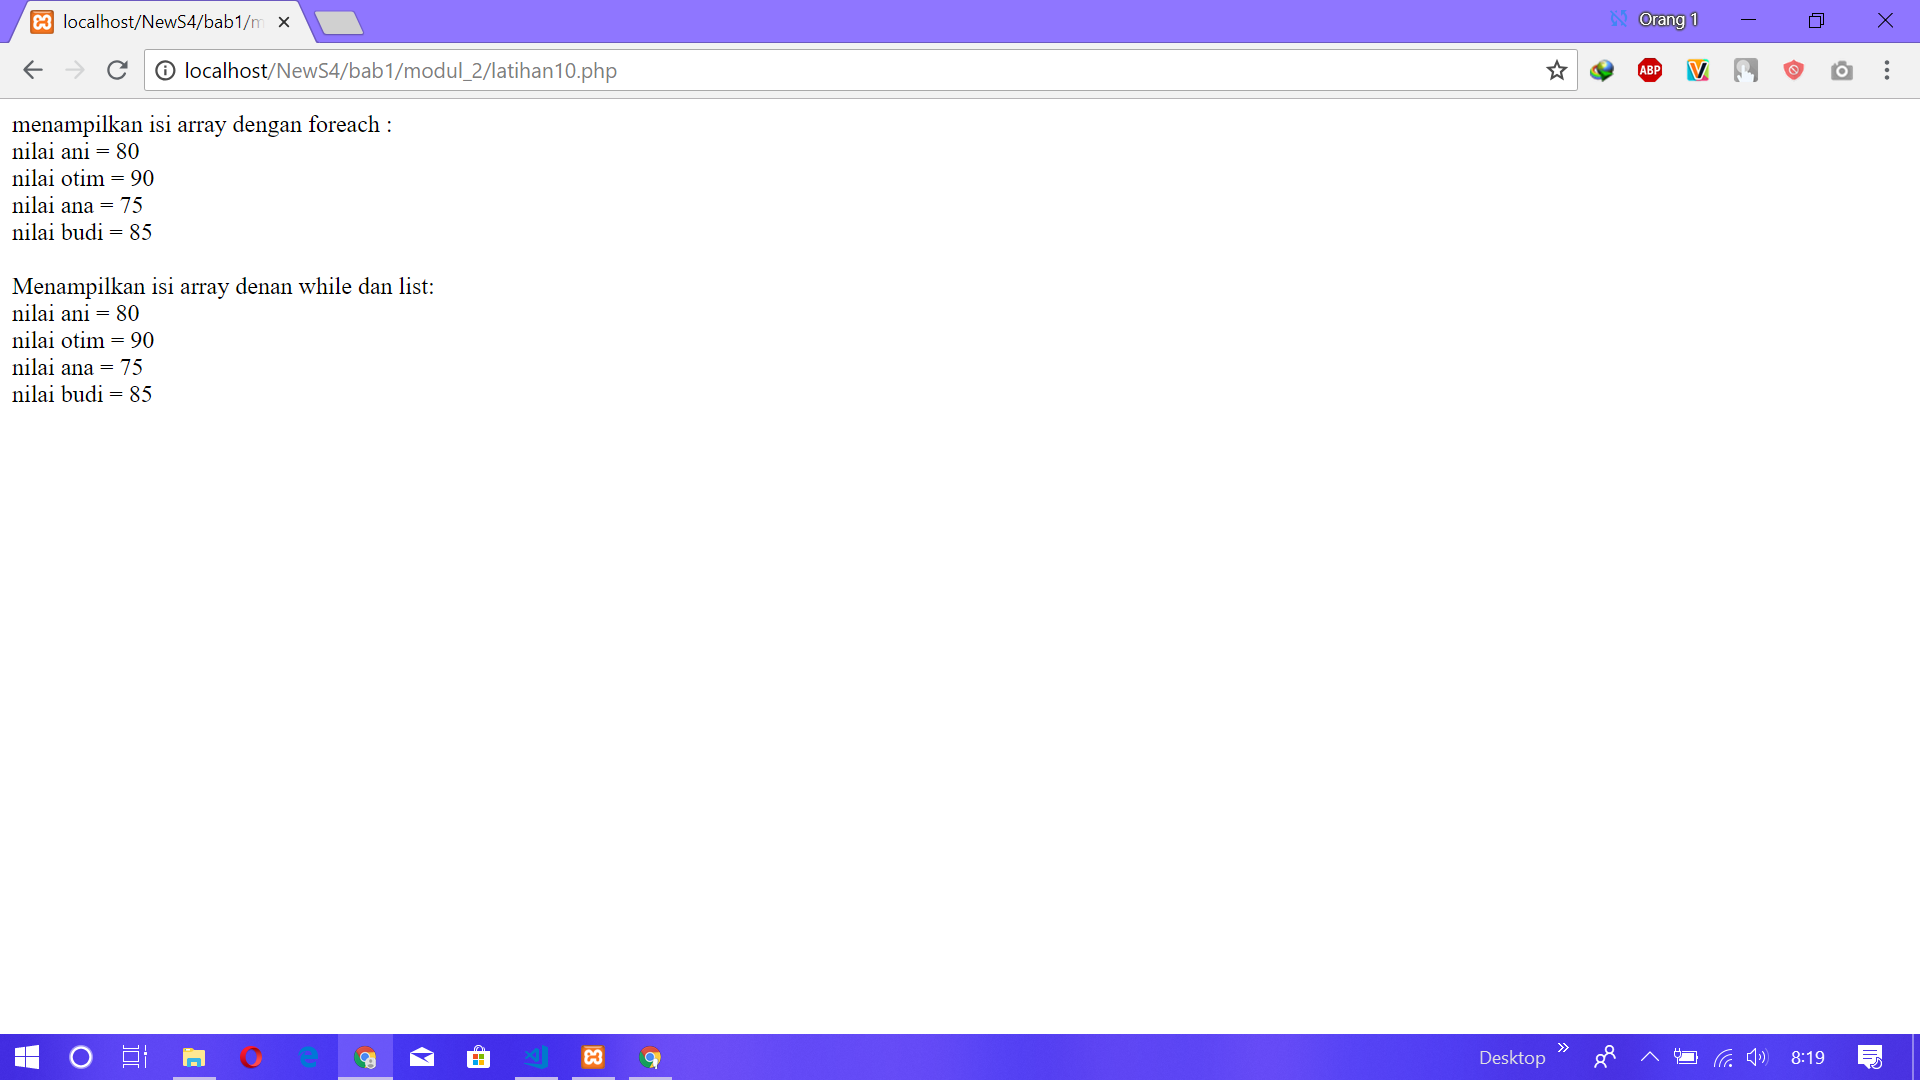 localhost/NewS4/bab1/m
Orang 1
localhost/NewS4/bab1/modul_2/latihan10.php
ABP
menampilkan isi array dengan foreach :
nilai ani = 80
nilai otim = 90
nilai ana = 75
nilai budi = 85
Menampilkan isi array denan while dan list:
nilai ani = 80
nilai otim = 90
nilai ana = 75
nilai budi = 85
Desktop
8:19